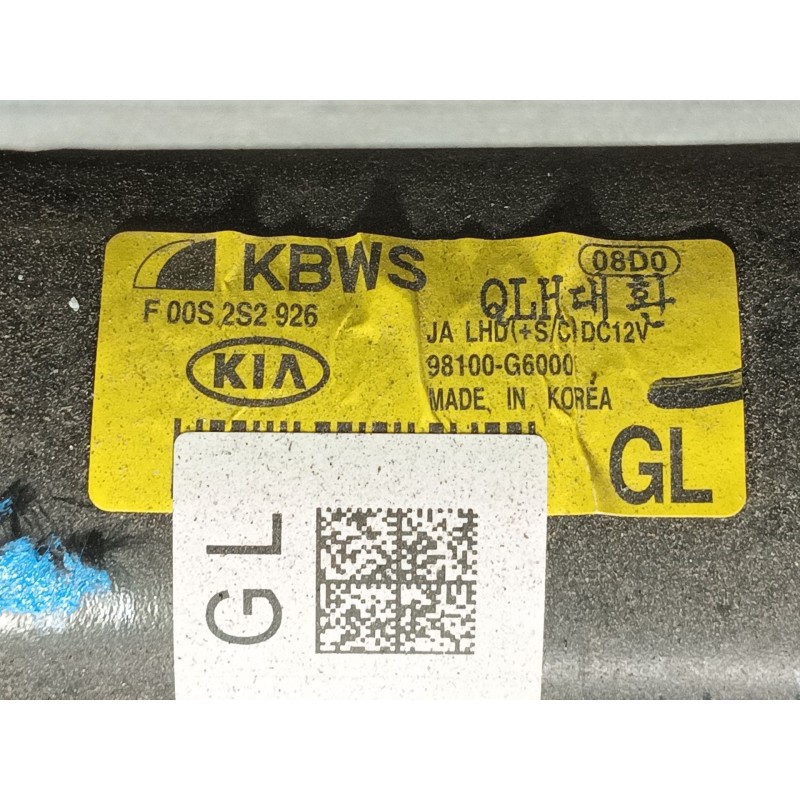 KBWS
08D0
F 00S 2S2 926
QLH대화
JA LHD(+S/C)DC12V
KIA
98100-G6000
MADE IN KOREA
GL
GL